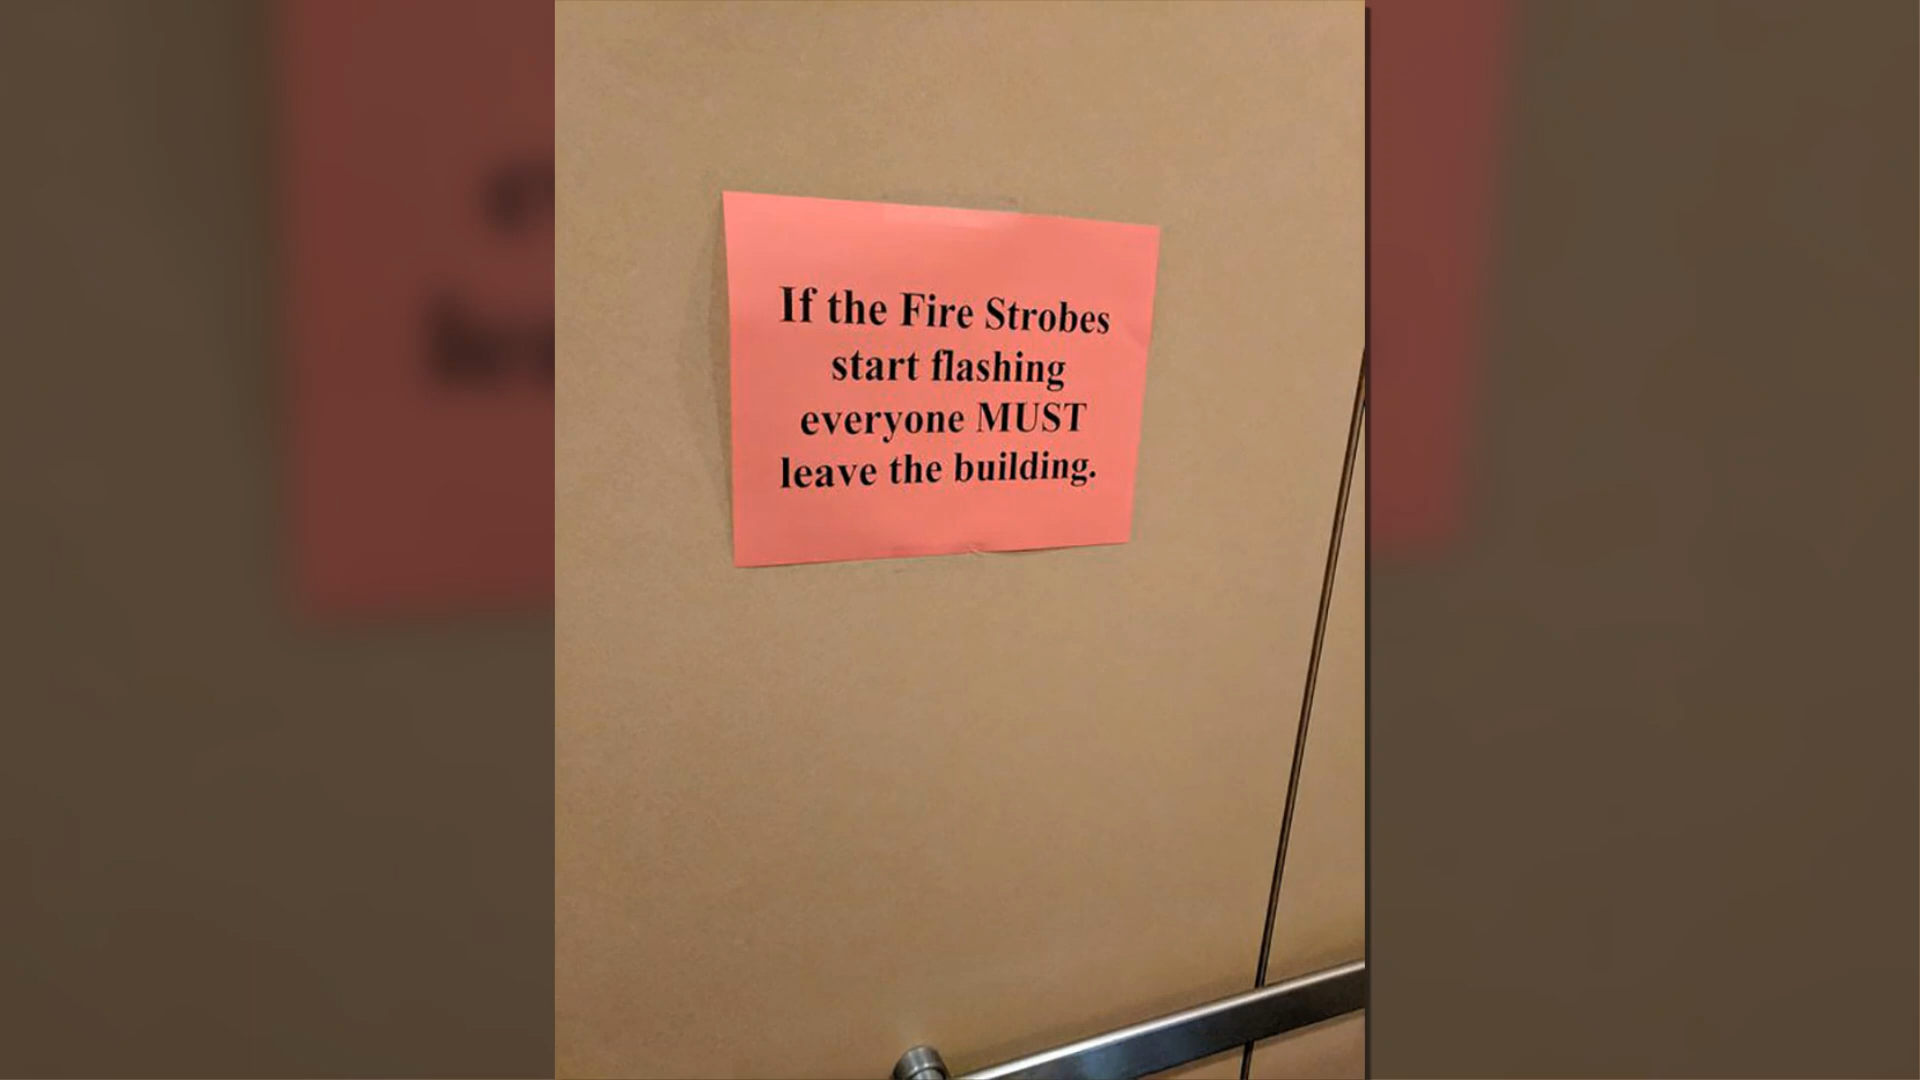 If the Fire Strobes
start flashing
everyone MUST
leave the building.